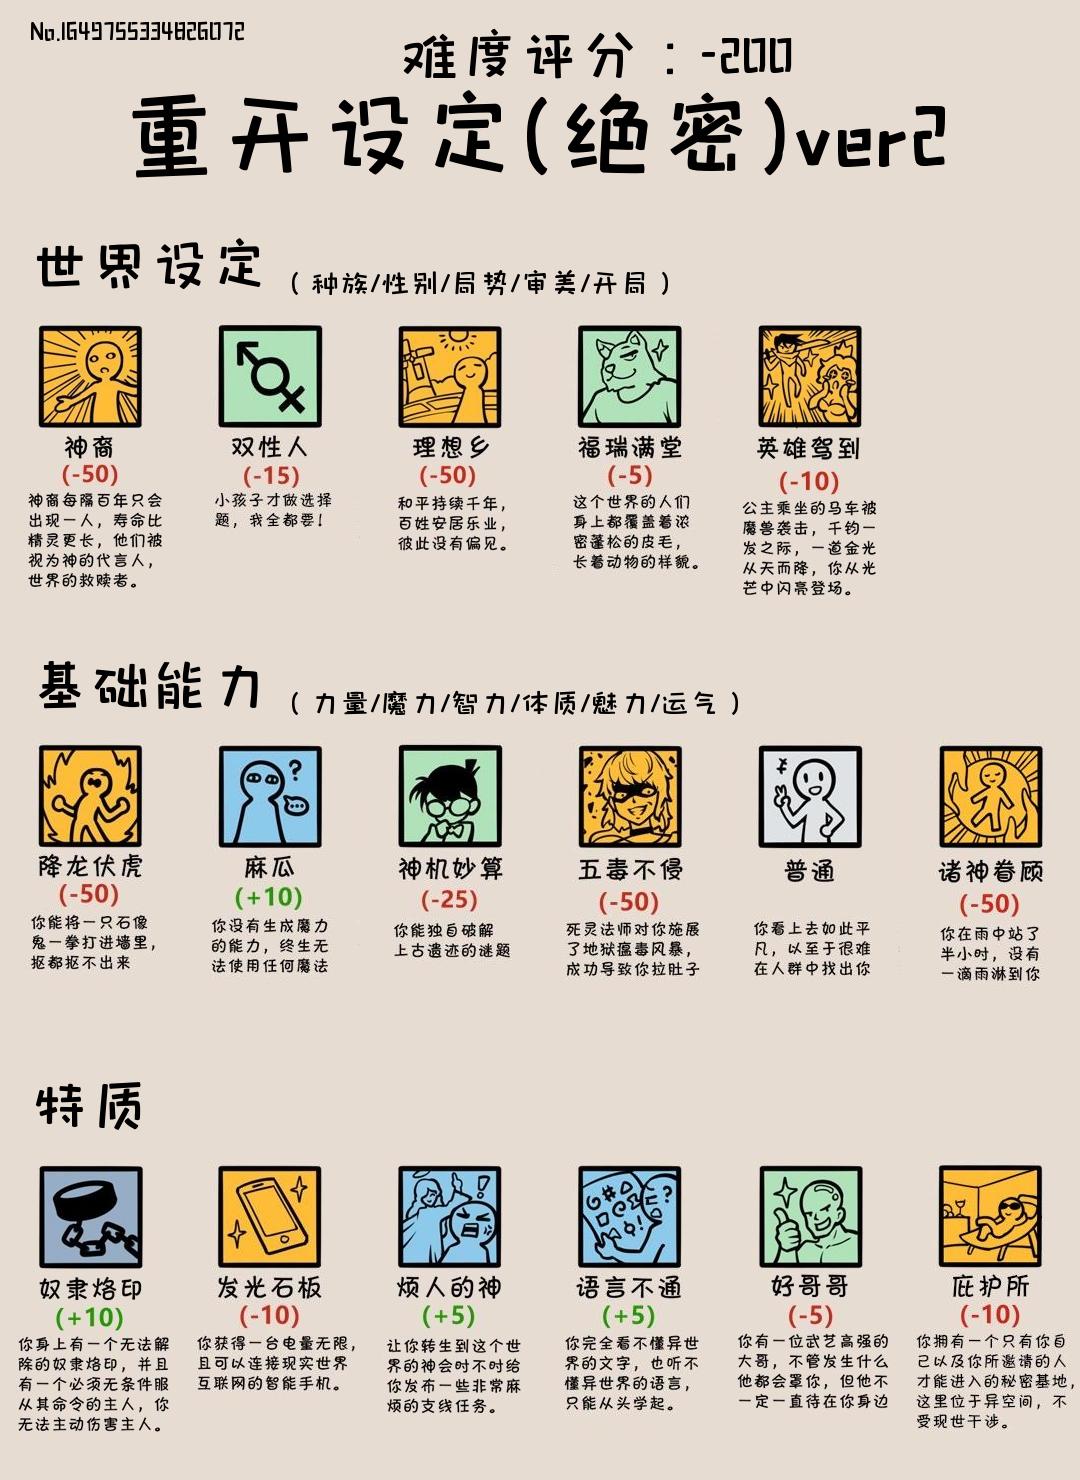 No.1649755334826072
难度评分：-200
重开设定(绝密)ver2
世界设定（种族/性别/局势/审美/开局）
神裔
(-50)
神裔每隔百年只会
出现一人，寿命比
精灵更长，他们被
视为神的代言人，
世界的救赎者。
双性人
(-15)
小孩子才做选择
题，我全都要！
理想乡
(-50)
和平持续千年，
百姓安居乐业，
彼此没有偏见。
福瑞满堂
(-5)
这个世界的人们
身上都覆盖着浓
密蓬松的皮毛，
长着动物的样貌。
英雄驾到
(-10)
公主乘坐的马车被
魔兽袭击，千钧一
发之际，一道金光
从天而降，你从光
芒中闪亮登场。
基础能力（力量/魔力/智力/体质/魅力/运气）
降龙伏虎
(-50)
你能将一只石像
鬼一拳打进墙里，
抠都抠不出来
?
麻瓜
(+10)
你没有生成魔力
的能力，终生无
法使用任何魔法
神机妙算
(-25)
你能独自破解
上古遗迹的谜题
五毒不侵
(-50)
死灵法师对你施展
了地狱瘟毒风暴，
成功导致你拉肚子
普通
你看上去如此平
凡，以至于很难
在人群中找出你
诸神眷顾
(-50)
你在雨中站了
半小时，没有
一滴雨淋到你
特质
奴隶烙印
(+10)
你身上有一个无法解
除的奴隶烙印，并且
有一个必须无条件服
从其命令的主人，你
无法主动伤害主人。
发光石板
(-10)
你获得一台电量无限，
且可以连接现实世界
互联网的智能手机。
!
烦人的神
(+5)
让你转生到这个世
界的神会时不时给
你发布一些非常麻
烦的支线任务。
?
语言不通
(+5)
你完全看不懂异世
界的文字，也听不
懂异世界的语言，
只能从头学起。
好哥哥
(-5)
你有一位武艺高强的
大哥，不管发生什么
他都会罩你，但他不
一定一直待在你身边
庇护所
(-10)
你拥有一个只有你自
己以及你所邀请的人
才能进入的秘密基地，
这里位于异空间，不
受现世干涉。